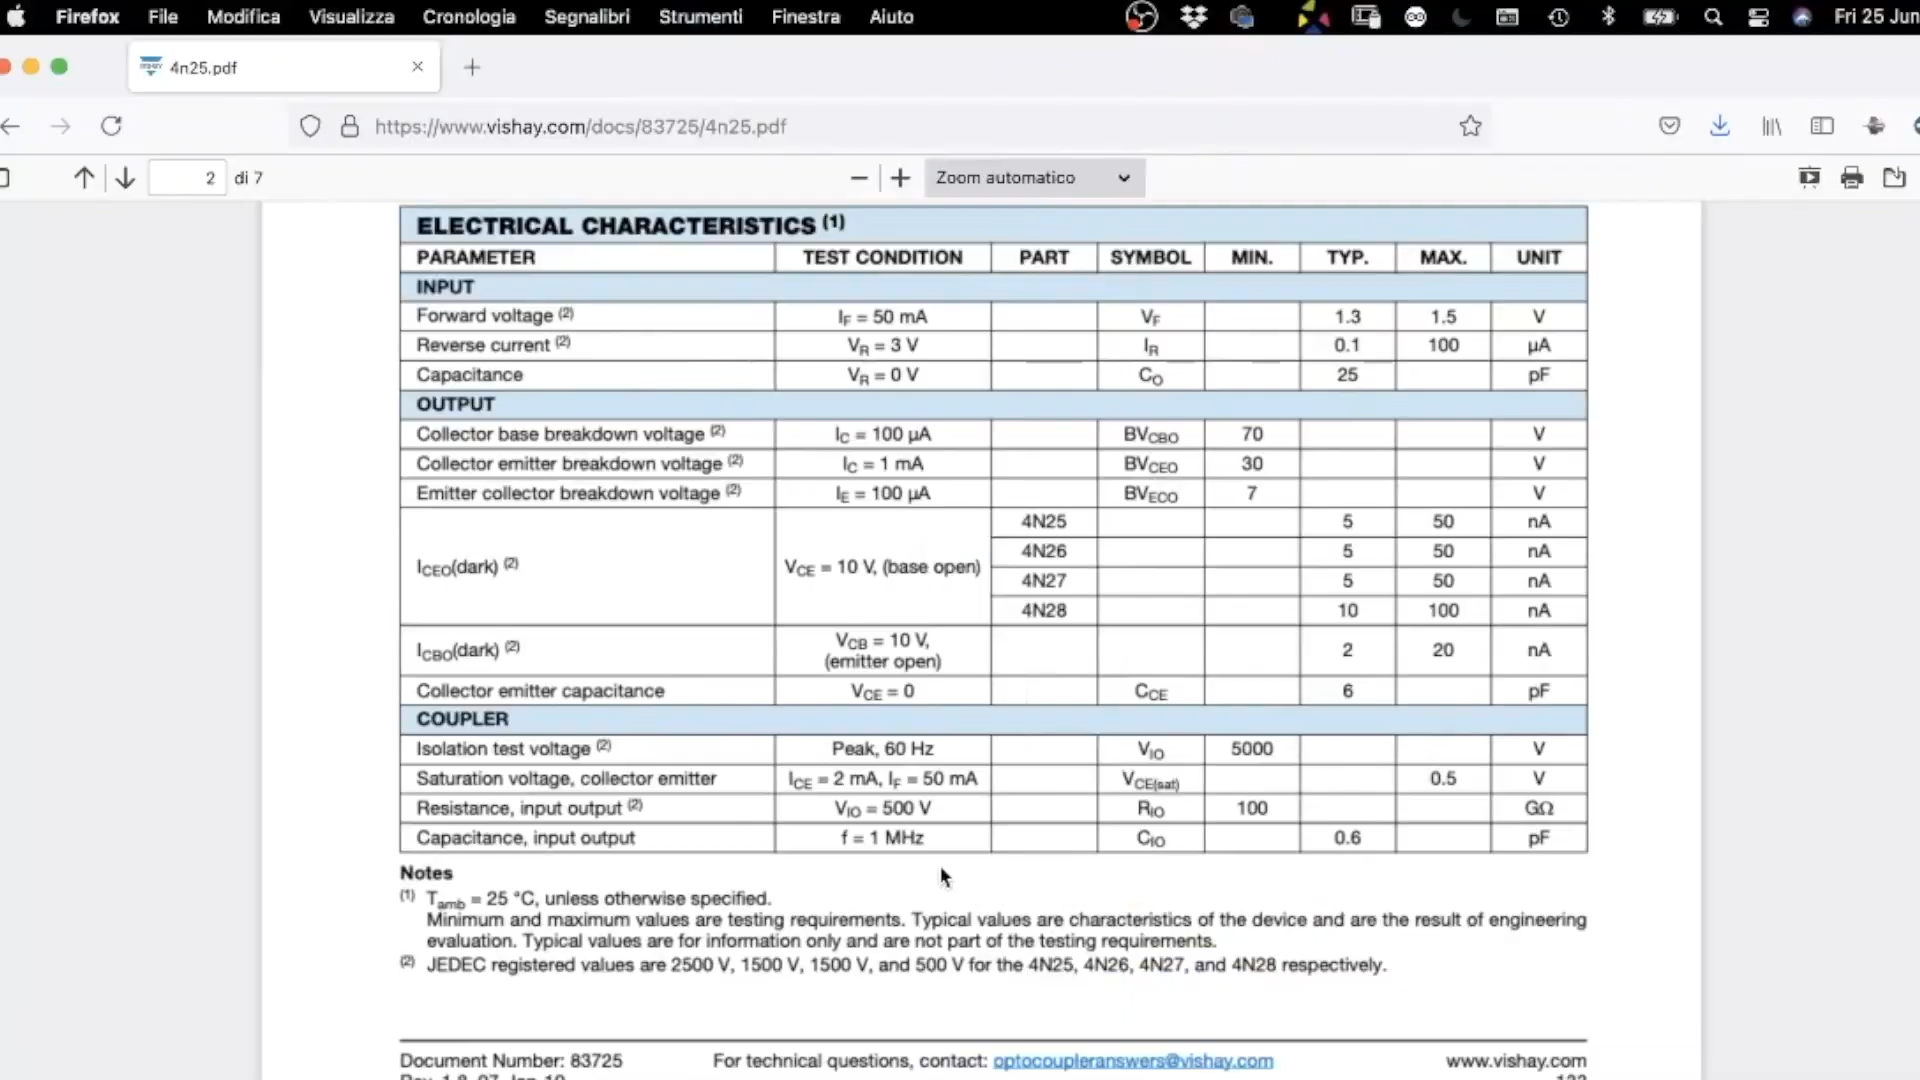 Firefox File Modifica Visualizza Cronologia Segnalibri Strumenti Finestra Aiuto Fri 25 Jun
4n25.pdf
https://www.vishay.com/docs/83725/4n25.pdf
2 di 7 Zoom automatico
ELECTRICAL CHARACTERISTICS (1)
PARAMETER TEST CONDITION PART SYMBOL MIN. TYP. MAX. UNIT
INPUT
Forward voltage (2) IF = 50 mA VF 1.3 1.5 V
Reverse current (2) VR = 3 V IR 0.1 100 μA
Capacitance VR = 0 V CO 25 pF
OUTPUT
Collector base breakdown voltage (2) IC = 100 μA BVCBO 70 V
Collector emitter breakdown voltage (2) IC = 1 mA BVCEO 30 V
Emitter collector breakdown voltage (2) IE = 100 μA BVECO 7 V
ICEO(dark) (2) VCE = 10 V, (base open) 4N25 5 50 nA
4N26 5 50 nA
4N27 5 50 nA
4N28 10 100 nA
ICBO(dark) (2) VCB = 10 V, (emitter open) 2 20 nA
Collector emitter capacitance VCE = 0 CCE 6 pF
COUPLER
Isolation test voltage (2) Peak, 60 Hz VIO 5000 V
Saturation voltage, collector emitter ICE = 2 mA, IF = 50 mA VCE(sat) 0.5 V
Resistance, input output (2) VIO = 500 V RIO 100 GΩ
Capacitance, input output f = 1 MHz CIO 0.6 pF
Notes
(1) Tamb = 25 °C, unless otherwise specified.
Minimum and maximum values are testing requirements. Typical values are characteristics of the device and are the result of engineering
evaluation. Typical values are for information only and are not part of the testing requirements.
(2) JEDEC registered values are 2500 V, 1500 V, 1500 V, and 500 V for the 4N25, 4N26, 4N27, and 4N28 respectively.
Document Number: 83725 For technical questions, contact: optocoupleranswers@vishay.com www.vishay.com